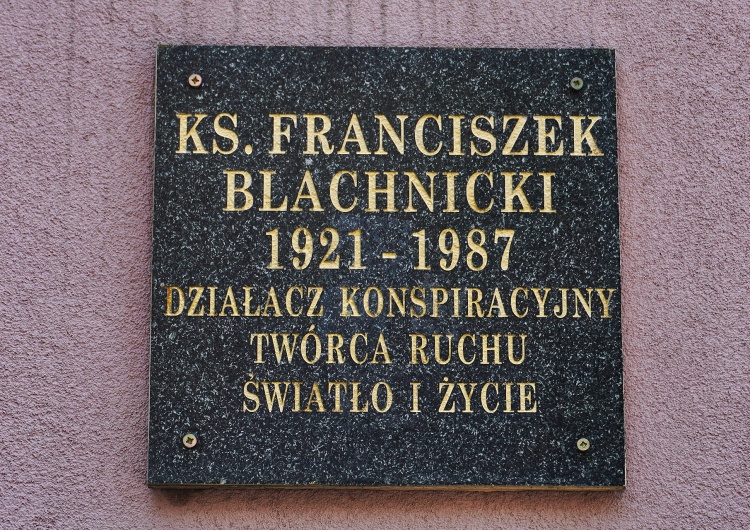 KS. FRANCISZEK
BLACHNICKI
1921 - 1987
DZIAŁACZ KONSPIRACYJNY
TWÓRCA RUCHU
ŚWIATŁO I ŻYCIE